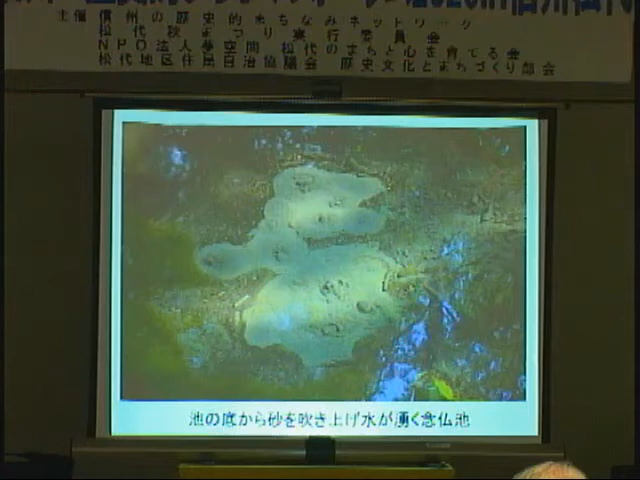 主催 信州の歴史的まちなみネットワーク
松代秋まつり実行委員会
NPO法人夢空間 松代のまちと心を育てる会
松代地区住民自治協議会 歴史文化とまちづくり部会
池の底から砂を吹き上げ水が湧く念仏池